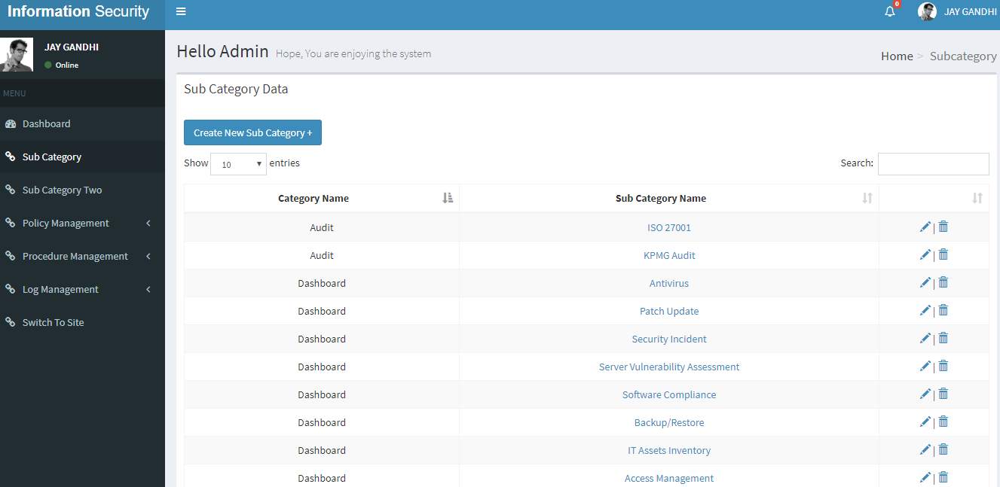 Information Security
0
JAY GANDHI
JAY GANDHI
Online
MENU
Dashboard
Sub Category
Sub Category Two
Policy Management
Procedure Management
Log Management
Switch To Site
Hello Admin Hope, You are enjoying the system
Home > Subcategory
Sub Category Data
Create New Sub Category +
Show 10 entries
Search:
Category Name Sub Category Name
Audit ISO 27001 |
Audit KPMG Audit |
Dashboard Antivirus |
Dashboard Patch Update |
Dashboard Security Incident |
Dashboard Server Vulnerability Assessment |
Dashboard Software Compliance |
Dashboard Backup/Restore |
Dashboard IT Assets Inventory |
Dashboard Access Management |